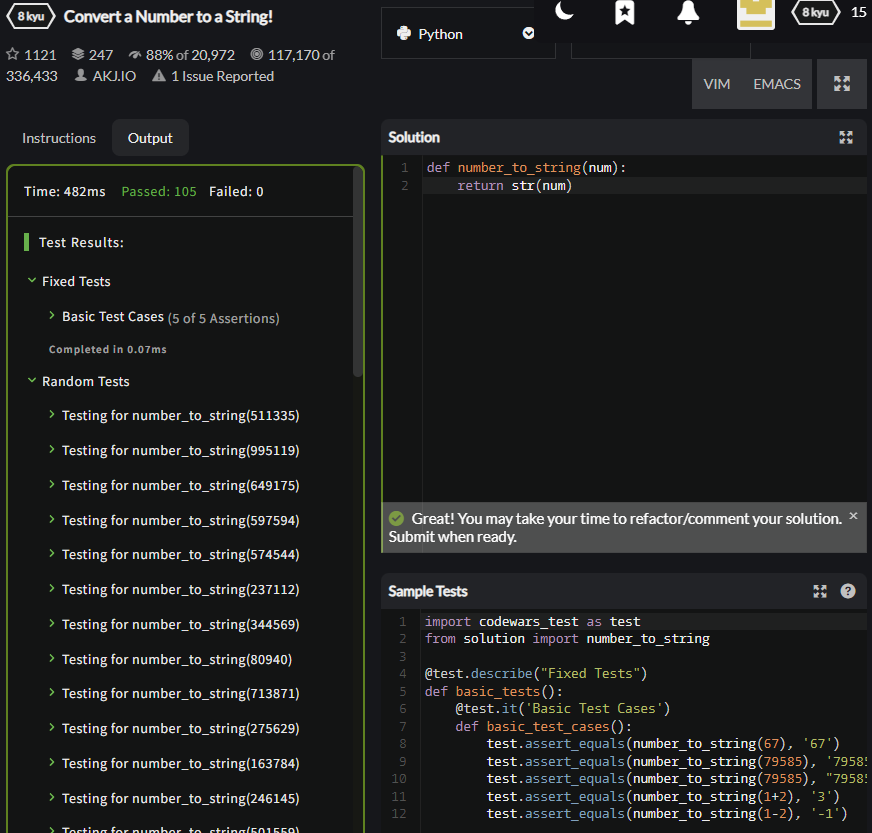 8 kyu Convert a Number to a String!
1121 247 88% of 20,972 117,170 of
336,433 AKJ.IO 1 Issue Reported
Python
8 kyu 15
VIM EMACS
Instructions Output
Time: 482ms Passed: 105 Failed: 0
Test Results:
Fixed Tests
Basic Test Cases (5 of 5 Assertions)
Completed in 0.07ms
Random Tests
Testing for number_to_string(511335)
Testing for number_to_string(995119)
Testing for number_to_string(649175)
Testing for number_to_string(597594)
Testing for number_to_string(574544)
Testing for number_to_string(237112)
Testing for number_to_string(344569)
Testing for number_to_string(80940)
Testing for number_to_string(713871)
Testing for number_to_string(275629)
Testing for number_to_string(163784)
Testing for number_to_string(246145)
Testing for number_to_string(501559)
Solution
1 def number_to_string(num):
2 return str(num)
Great! You may take your time to refactor/comment your solution.
Submit when ready.
Sample Tests
1 import codewars_test as test
2 from solution import number_to_string
3
4 @test.describe("Fixed Tests")
5 def basic_tests():
6 @test.it('Basic Test Cases')
7 def basic_test_cases():
8 test.assert_equals(number_to_string(67), '67')
9 test.assert_equals(number_to_string(79585), '79585
10 test.assert_equals(number_to_string(79585), "79585
11 test.assert_equals(number_to_string(1+2), '3')
12 test.assert_equals(number_to_string(1-2), '-1')